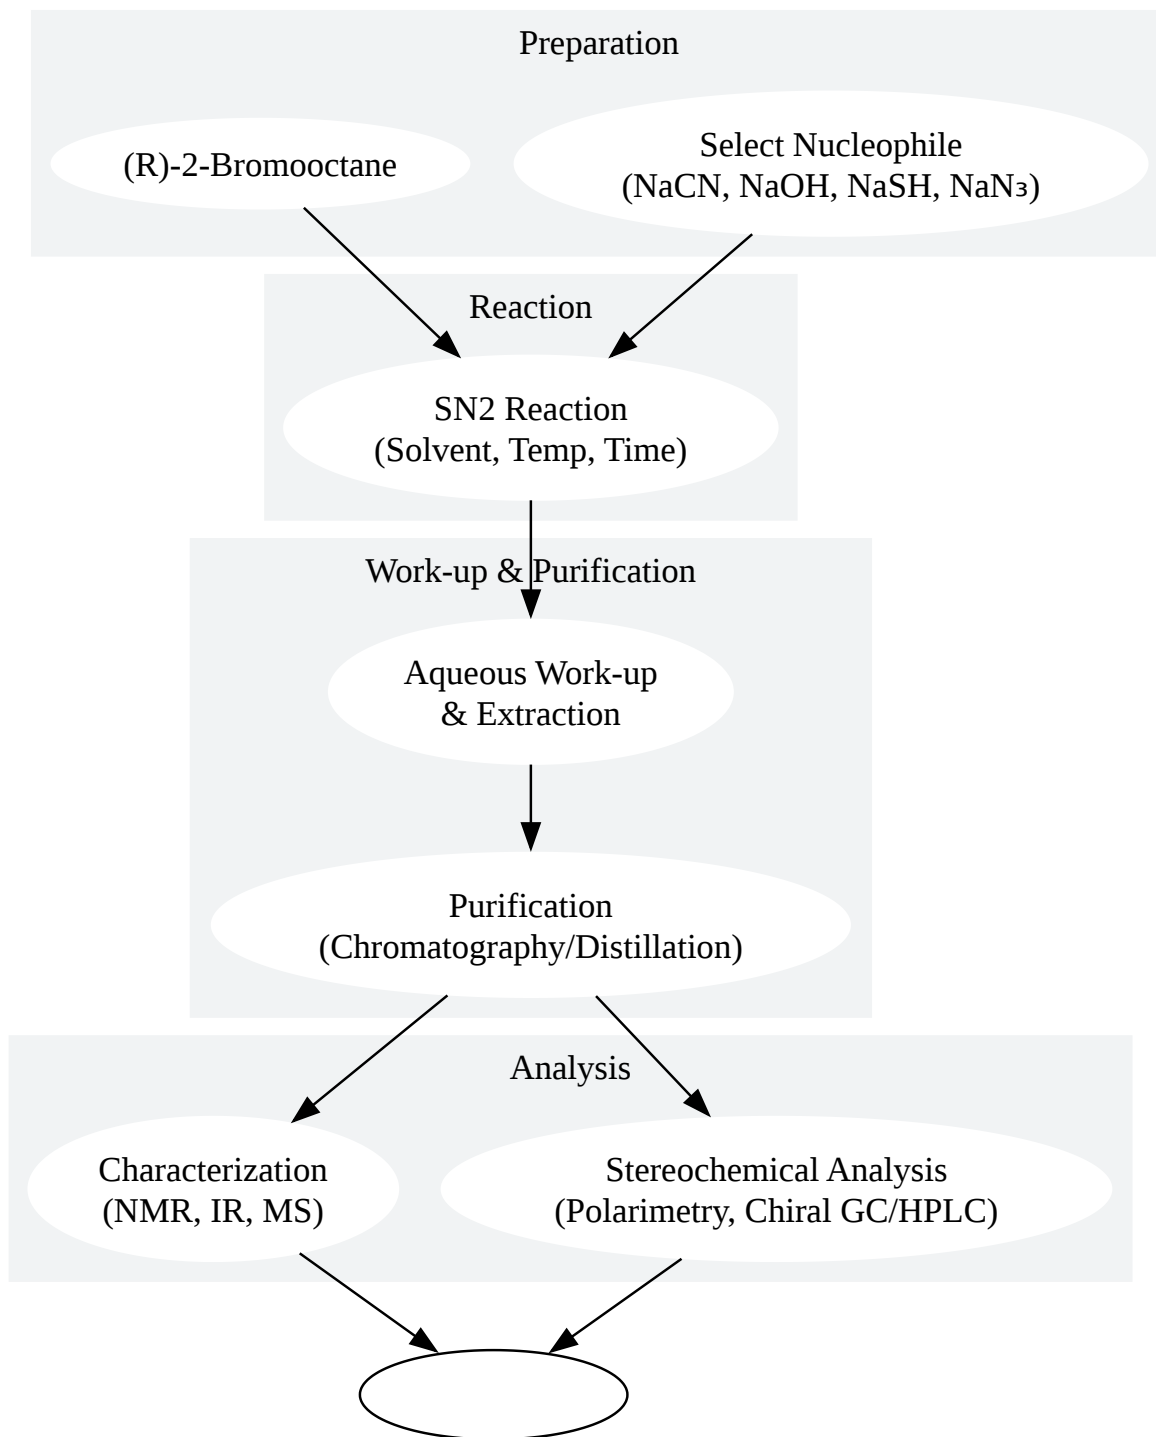 Preparation
(R)-2-Bromooctane
Select Nucleophile
(NaCN, NaOH, NaSH, NaN₃)
Reaction
SN2 Reaction
(Solvent, Temp, Time)
Work-up & Purification
Aqueous Work-up
& Extraction
Purification
(Chromatography/Distillation)
Analysis
Characterization
(NMR, IR, MS)
Stereochemical Analysis
(Polarimetry, Chiral GC/HPLC)